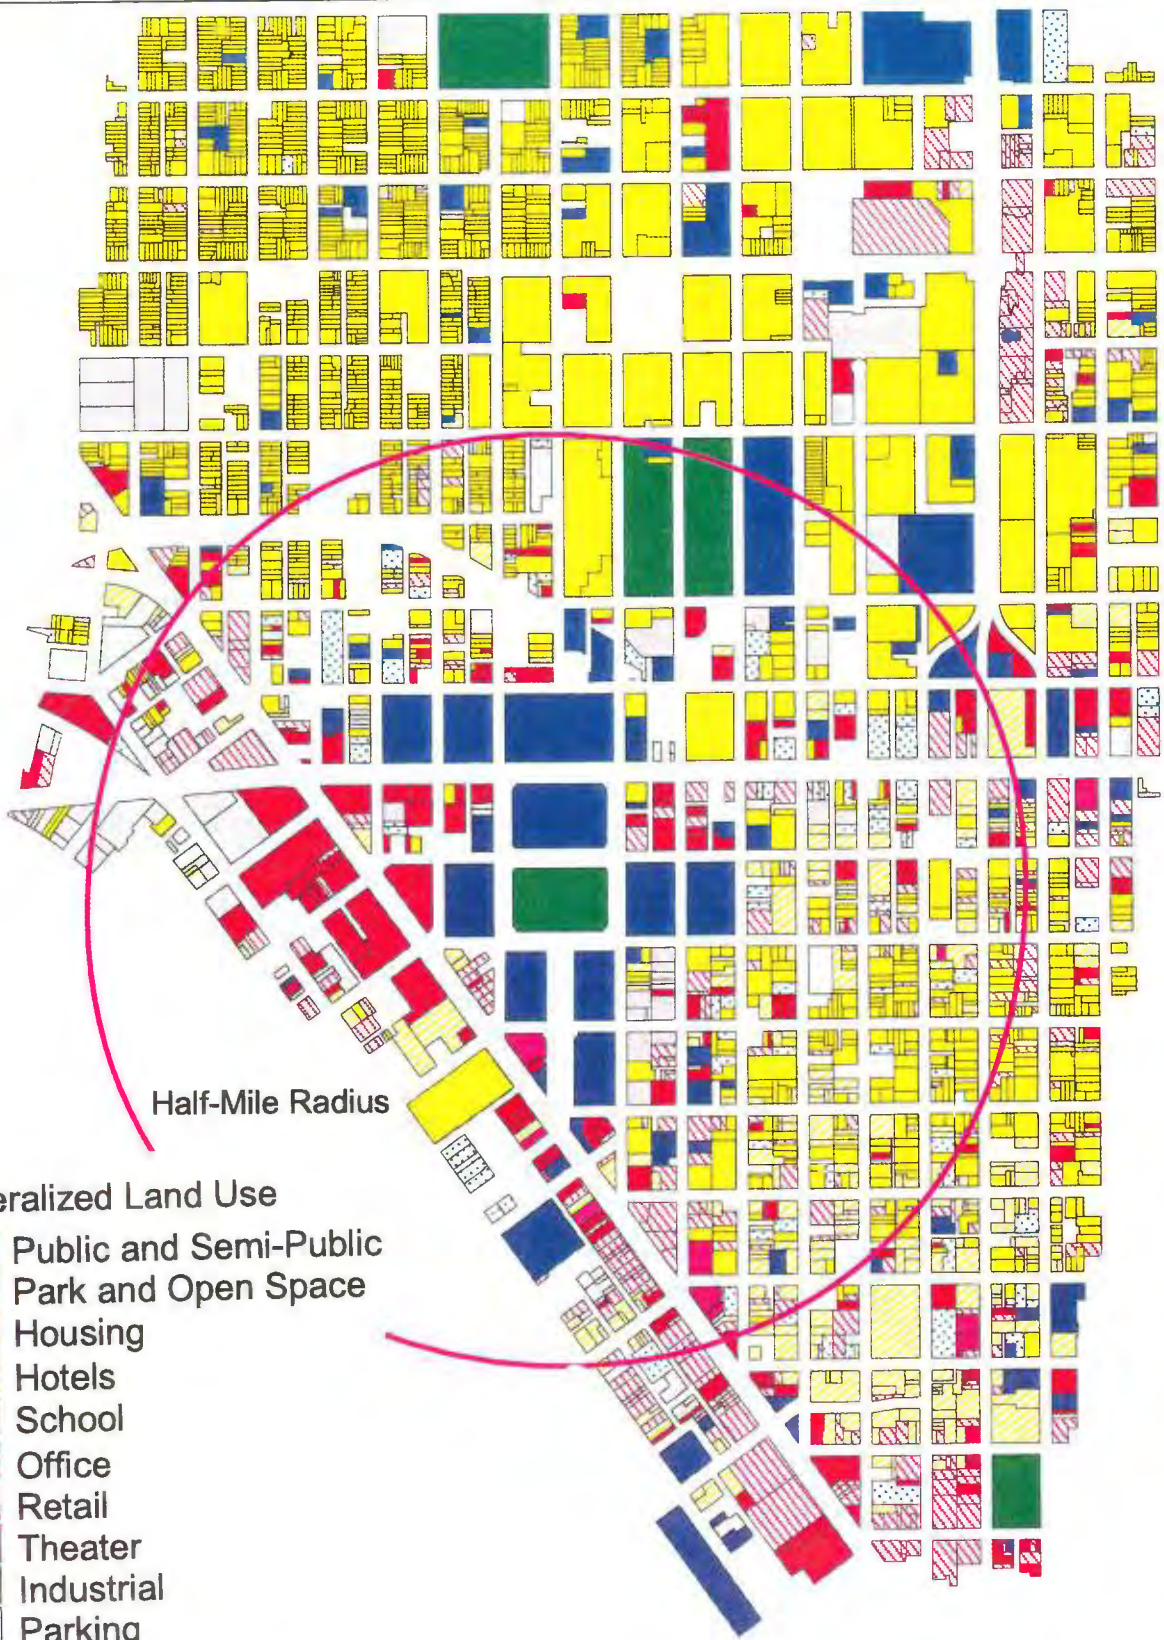 Half-Mile Radius
eralized Land Use
Public and Semi-Public
Park and Open Space
Housing
Hotels
School
Office
Retail
Theater
Industrial
Parking